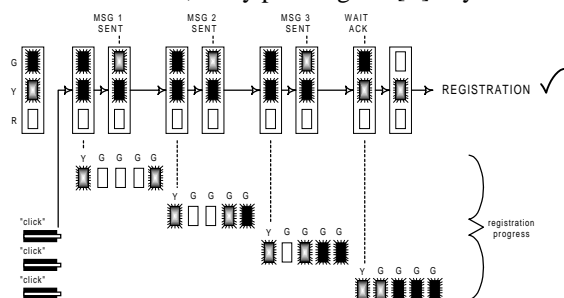 MSG 1 MSG 2 MSG 3 WAIT
SENT SENT SENT ACK
G
Y REGISTRATION
R
Y G G G G
Y G G G G
"click"
registration
progress
Y G G G G
"click"
"click"
Y G G G G